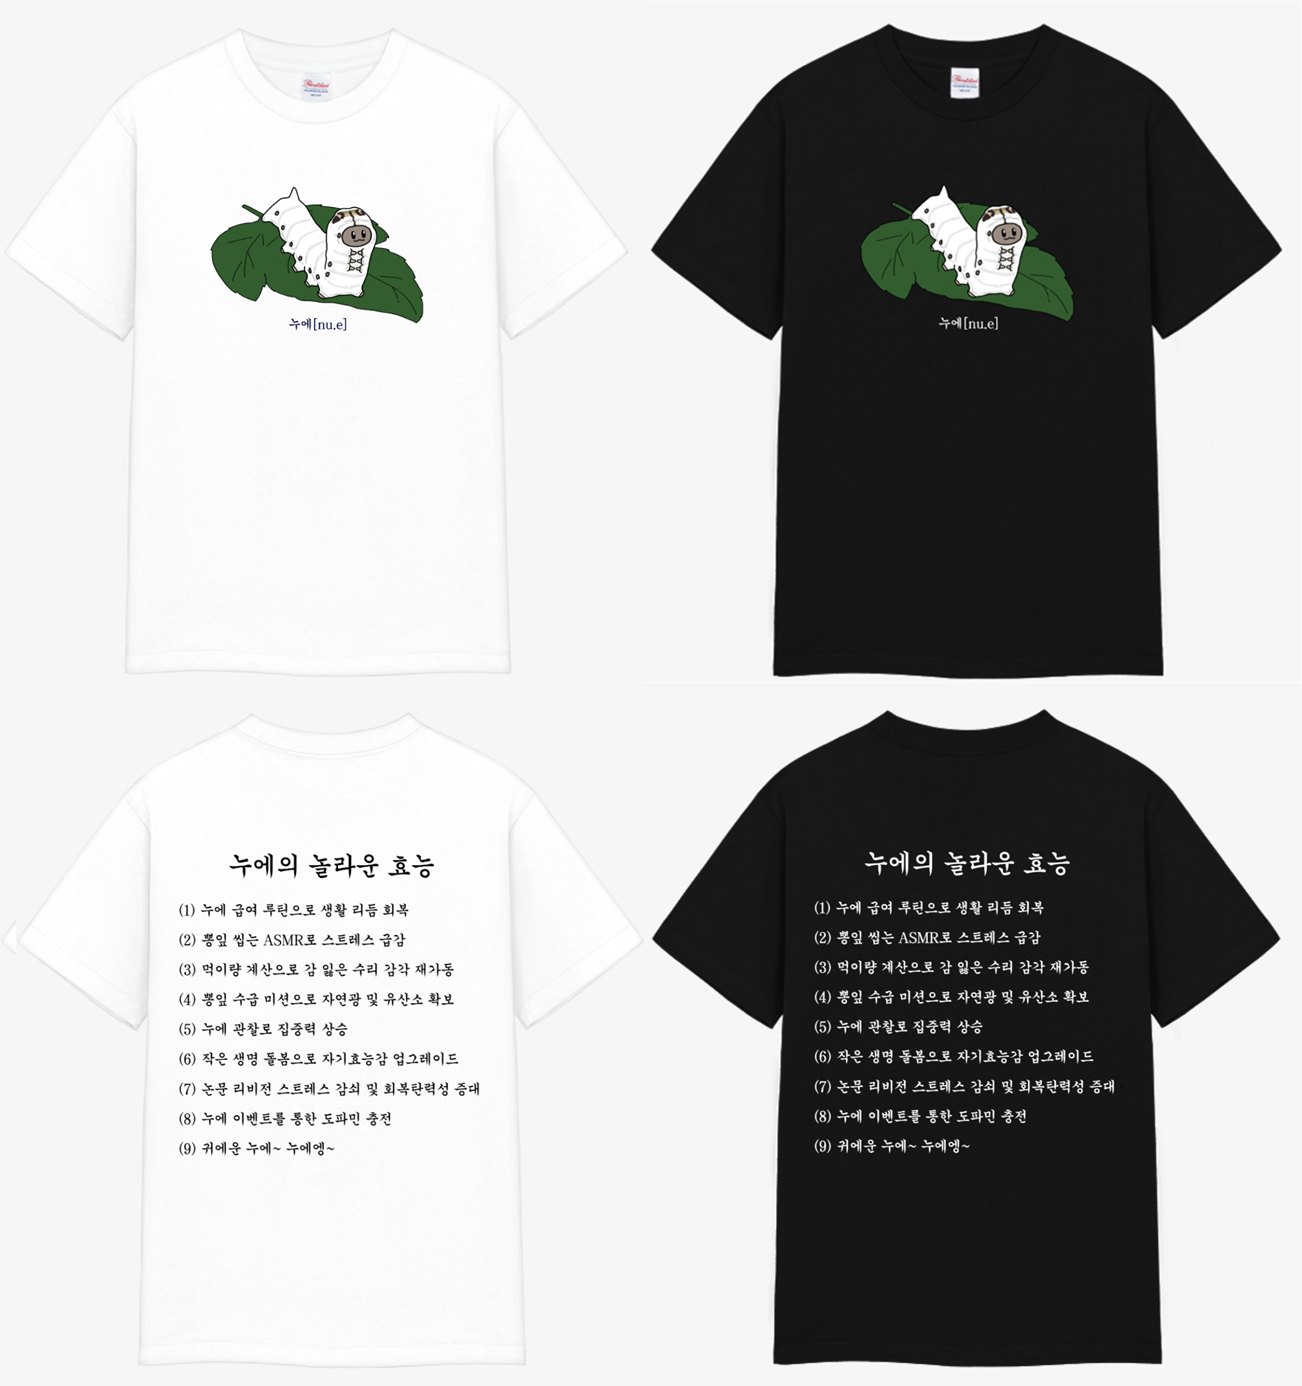 누에[nu.e]
누에[nu.e]
누에의 놀라운 효능
(1) 누에 급여 루틴으로 생활 리듬 회복
(2) 뽕잎 씹는 ASMR로 스트레스 급감
(3) 먹이량 계산으로 감 잃은 수리 감각 재가동
(4) 뽕잎 수급 미션으로 자연광 및 유산소 확보
(5) 누에 관찰로 집중력 상승
(6) 작은 생명 돌봄으로 자기효능감 업그레이드
(7) 논문 리비전 스트레스 감쇠 및 회복탄력성 증대
(8) 누에 이벤트를 통한 도파민 충전
(9) 귀에운 누에~ 누에엥~
누에의 놀라운 효능
(1) 누에 급여 루틴으로 생활 리듬 회복
(2) 뽕잎 씹는 ASMR로 스트레스 급감
(3) 먹이량 계산으로 감 잃은 수리 감각 재가동
(4) 뽕잎 수급 미션으로 자연광 및 유산소 확보
(5) 누에 관찰로 집중력 상승
(6) 작은 생명 돌봄으로 자기효능감 업그레이드
(7) 논문 리비전 스트레스 감쇠 및 회복탄력성 증대
(8) 누에 이벤트를 통한 도파민 충전
(9) 귀에운 누에~ 누에엥~